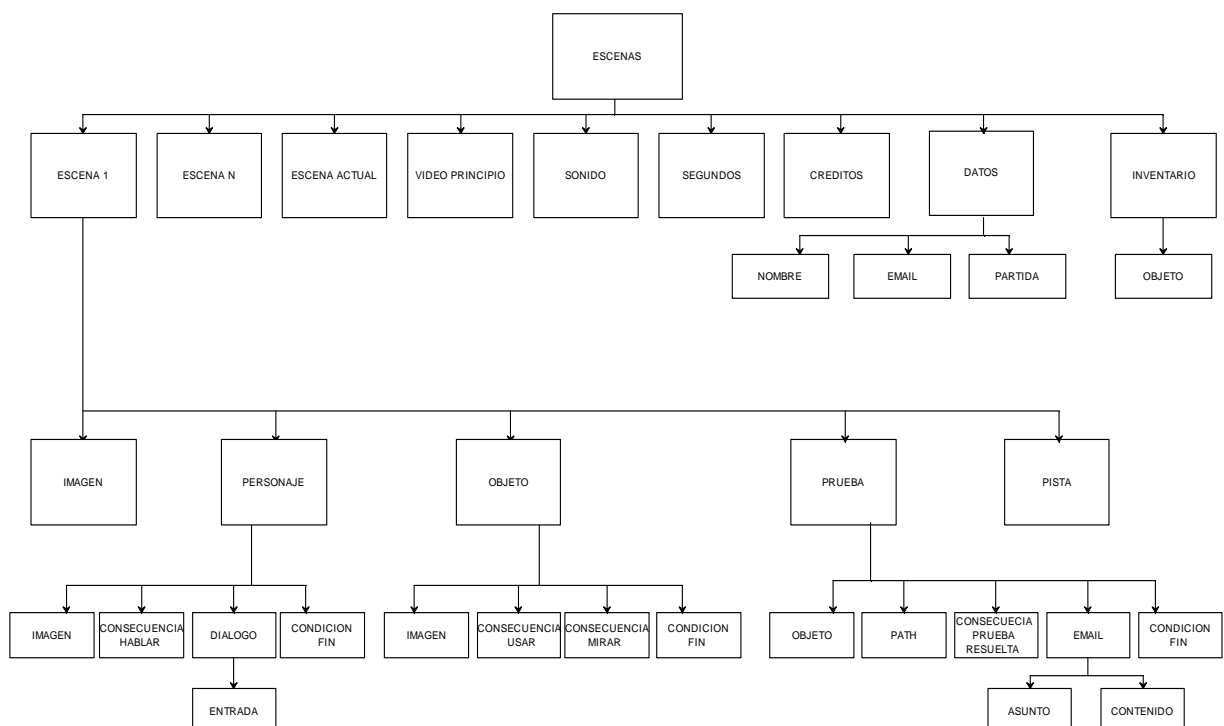 ESCENAS
ESCENA 1
ESCENA N
ESCENA ACTUAL
VIDEO PRINCIPIO
SONIDO
SEGUNDOS
CREDITOS
DATOS
INVENTARIO
NOMBRE
EMAIL
PARTIDA
OBJETO
IMAGEN
PERSONAJE
OBJETO
PRUEBA
PISTA
IMAGEN
CONSECUENCIA
HABLAR
DIALOGO
CONDICION
FIN
IMAGEN
CONSECUENCIA
USAR
CONSECUENCIA
MIRAR
CONDICION
FIN
OBJETO
PATH
CONSECUECIA
PRUEBA
RESUELTA
EMAIL
CONDICION
FIN
ENTRADA
ASUNTO
CONTENIDO